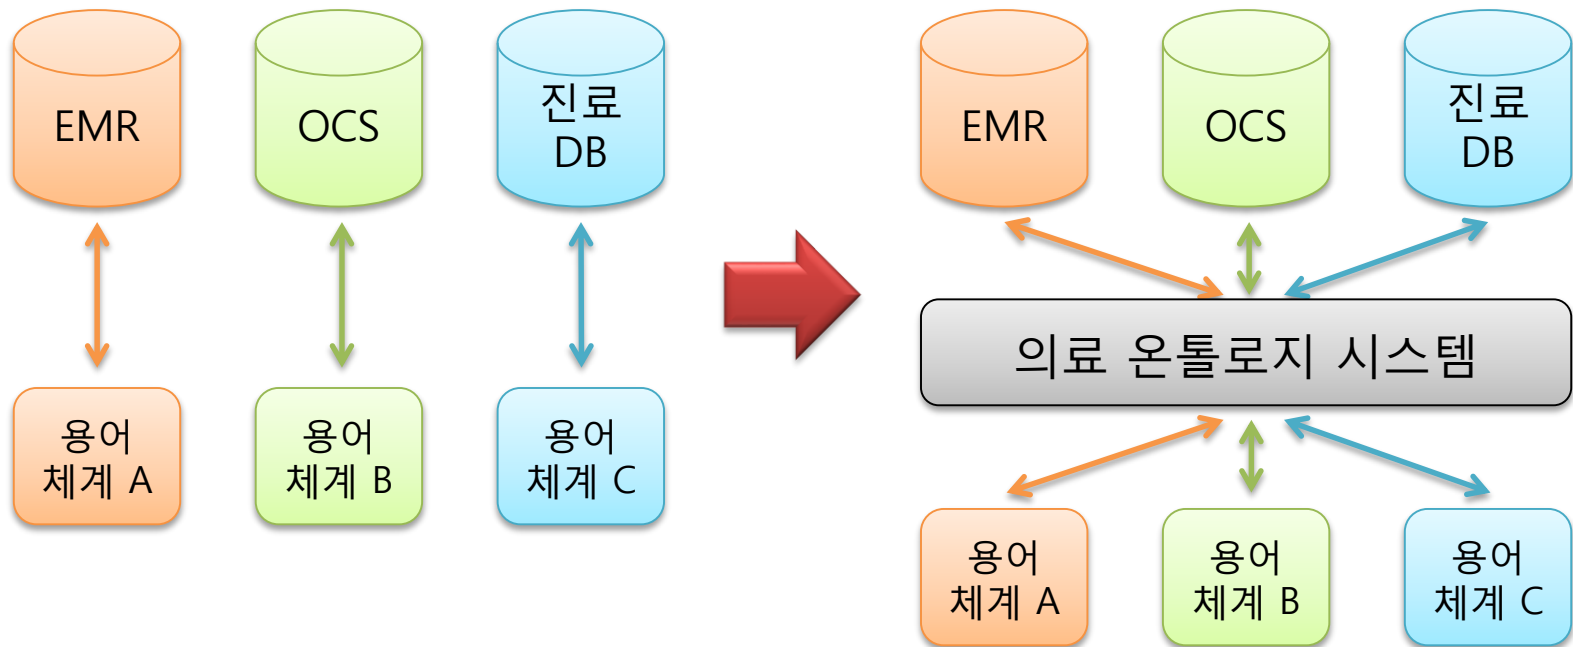 EMR
OCS
진료
DB
용어
체계 A
용어
체계 B
용어
체계 C
EMR
OCS
진료
DB
의료 온톨로지 시스템
용어
체계 A
용어
체계 B
용어
체계 C